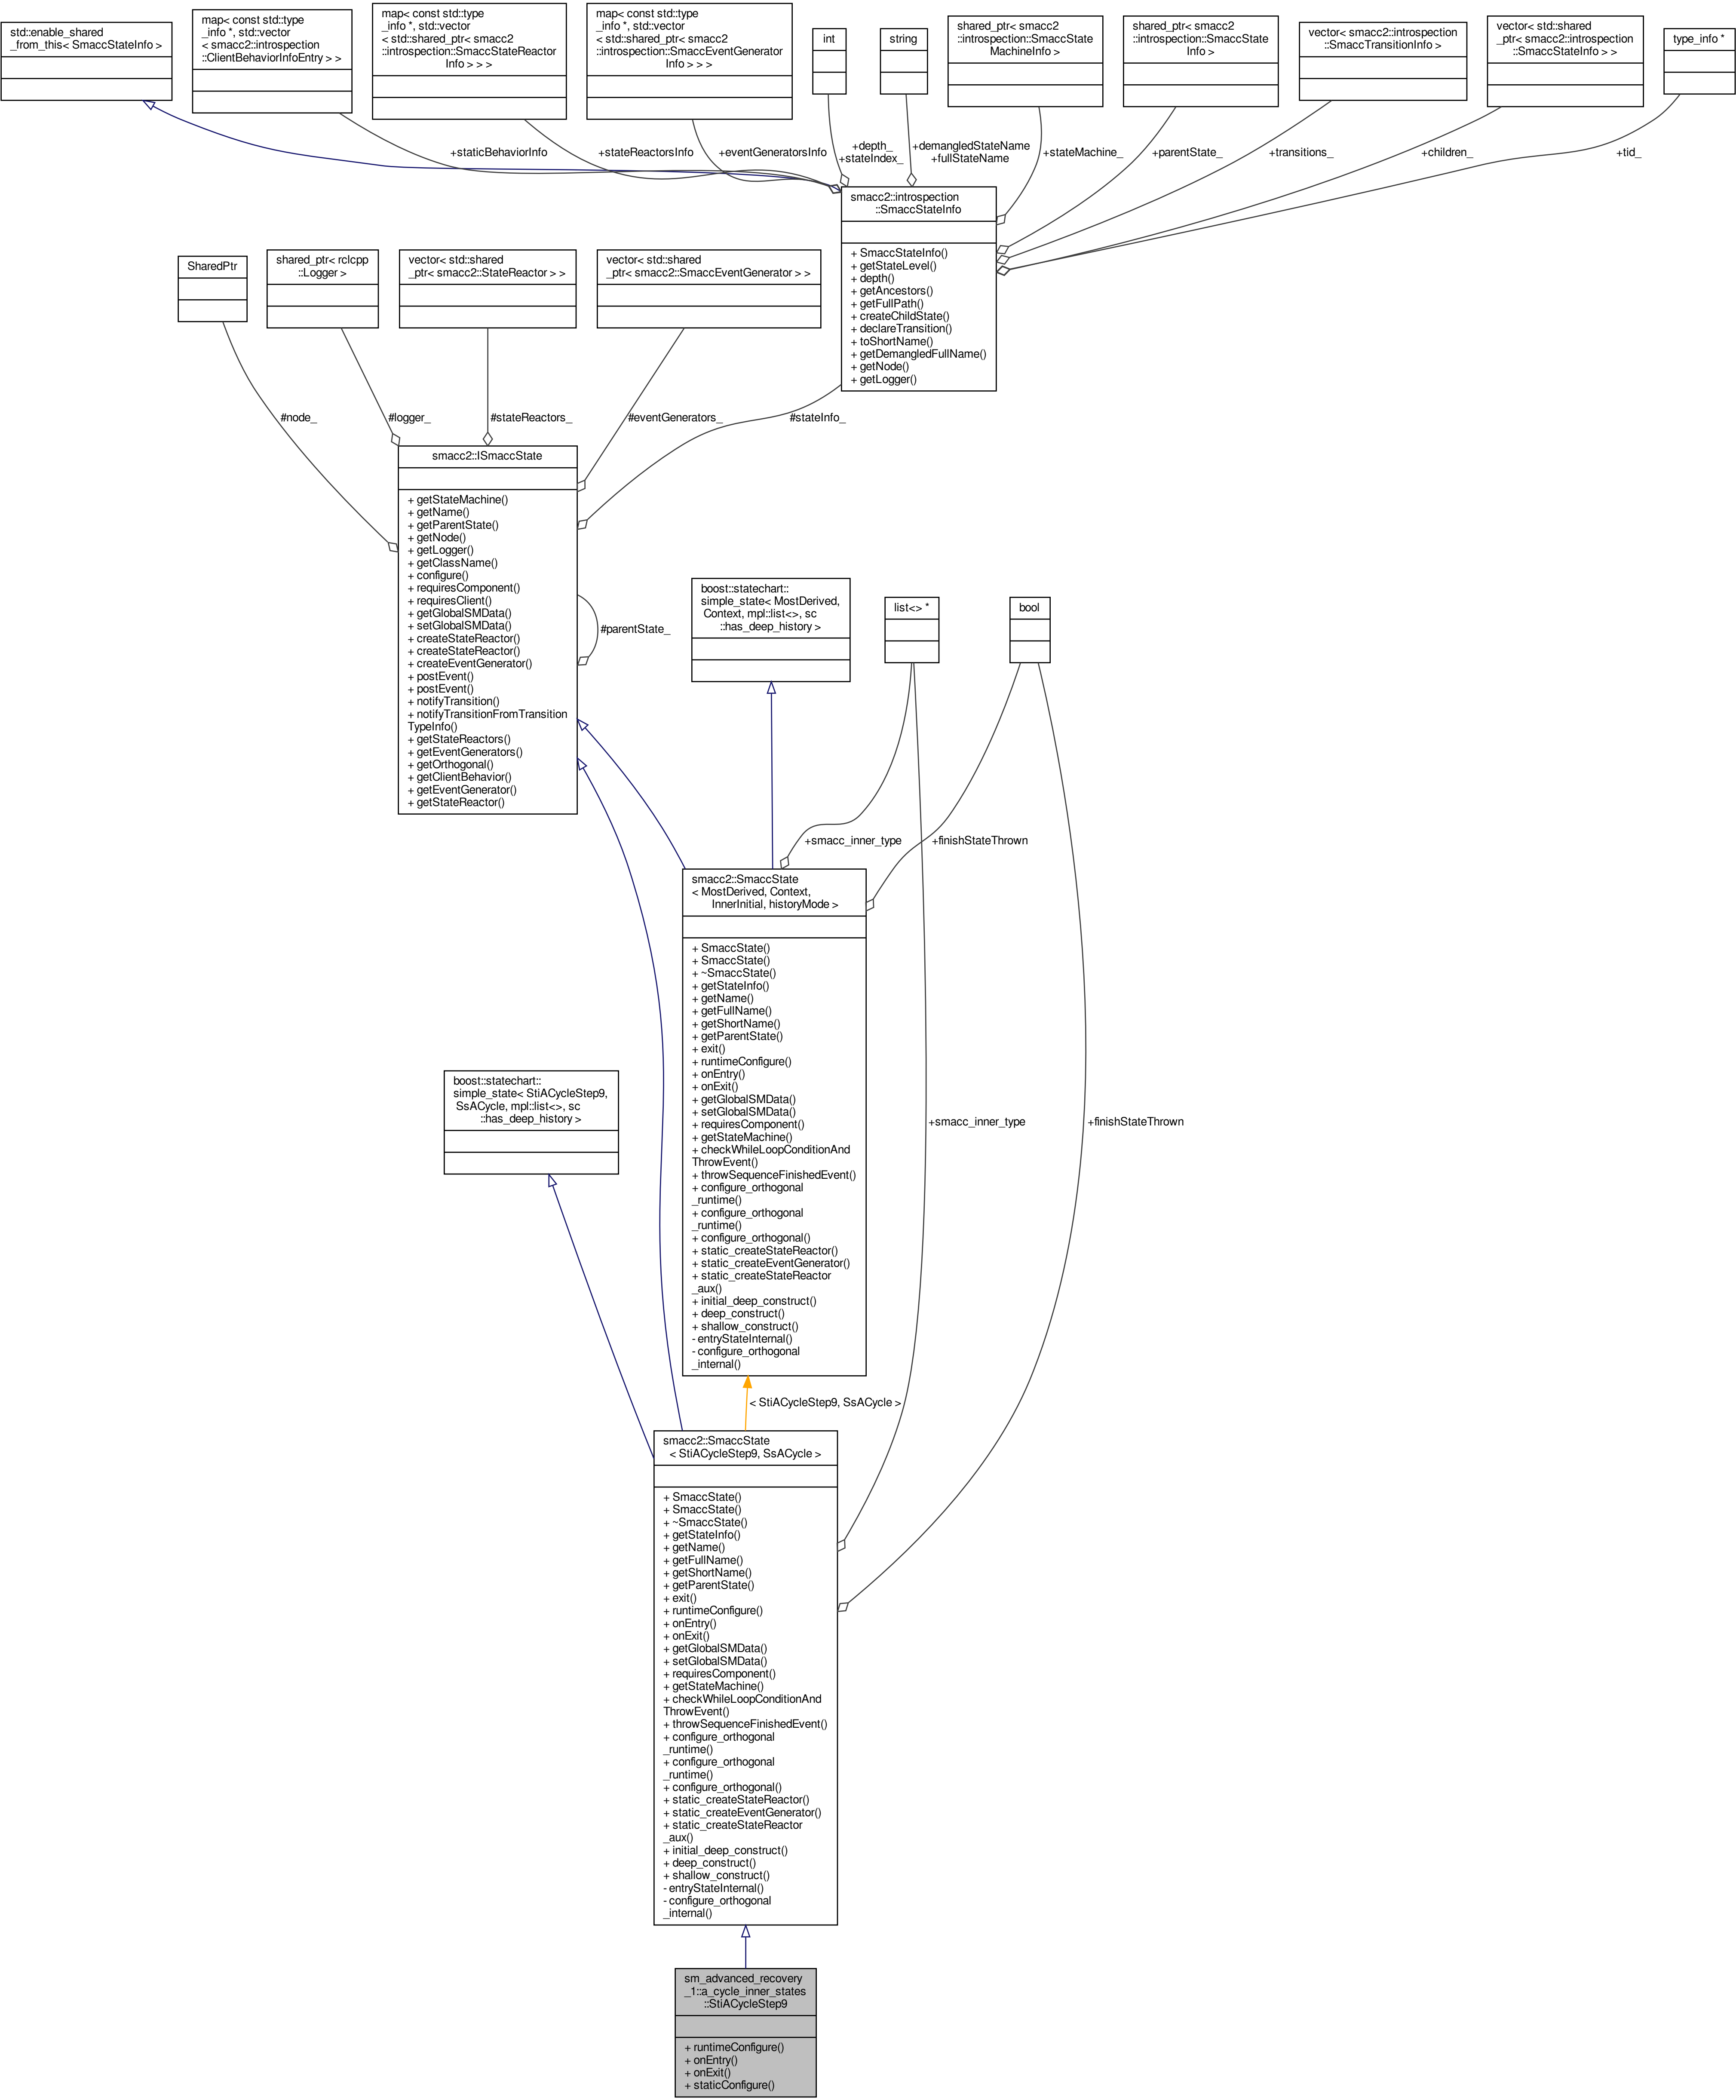 std::enable_shared
_from_this< SmaccStateInfo >
map< const std::type
_info *, std::vector
< smacc2::introspection
::ClientBehaviorInfoEntry > >
map< const std::type
_info *, std::vector
< std::shared_ptr< smacc2
::introspection::SmaccStateReactor
Info > > >
map< const std::type
_info *, std::vector
< std::shared_ptr< smacc2
::introspection::SmaccEventGenerator
Info > > >
int
string
shared_ptr< smacc2
::introspection::SmaccState
MachineInfo >
shared_ptr< smacc2
::introspection::SmaccState
Info >
vector< smacc2::introspection
::SmaccTransitionInfo >
vector< std::shared
_ptr< smacc2::introspection
::SmaccStateInfo > >
type_info *
+staticBehaviorInfo
+stateReactorsInfo
+eventGeneratorsInfo
+depth_
+stateIndex_
+demangledStateName
+fullStateName
+stateMachine_
+parentState_
+transitions_
+children_
+tid_
smacc2::introspection
::SmaccStateInfo
+ SmaccStateInfo()
+ getStateLevel()
+ depth()
+ getAncestors()
+ getFullPath()
+ createChildState()
+ declareTransition()
+ toShortName()
+ getDemangledFullName()
+ getNode()
+ getLogger()
SharedPtr
shared_ptr< rclcpp
::Logger >
vector< std::shared
_ptr< smacc2::StateReactor > >
vector< std::shared
_ptr< smacc2::SmaccEventGenerator > >
#node_
#logger_
#stateReactors_
#eventGenerators_
#stateInfo_
smacc2::ISmaccState
+ getStateMachine()
+ getName()
+ getParentState()
+ getNode()
+ getLogger()
+ getClassName()
+ configure()
+ requiresComponent()
+ requiresClient()
+ getGlobalSMData()
+ setGlobalSMData()
+ createStateReactor()
+ createStateReactor()
+ createEventGenerator()
+ postEvent()
+ postEvent()
+ notifyTransition()
+ notifyTransitionFromTransition
TypeInfo()
+ getStateReactors()
+ getEventGenerators()
+ getOrthogonal()
+ getClientBehavior()
+ getEventGenerator()
+ getStateReactor()
#parentState_
boost::statechart::
simple_state< MostDerived,
Context, mpl::list<>, sc
::has_deep_history >
list<> *
bool
+smacc_inner_type
+finishStateThrown
smacc2::SmaccState
< MostDerived, Context,
InnerInitial, historyMode >
+ SmaccState()
+ SmaccState()
+ ~SmaccState()
+ getStateInfo()
+ getName()
+ getFullName()
+ getShortName()
+ getParentState()
+ exit()
+ runtimeConfigure()
+ onEntry()
+ onExit()
+ getGlobalSMData()
+ setGlobalSMData()
+ requiresComponent()
+ getStateMachine()
+ checkWhileLoopConditionAnd
ThrowEvent()
+ throwSequenceFinishedEvent()
+ configure_orthogonal
_runtime()
+ configure_orthogonal
_runtime()
+ configure_orthogonal()
+ static_createStateReactor()
+ static_createEventGenerator()
+ static_createStateReactor
_aux()
+ initial_deep_construct()
+ deep_construct()
+ shallow_construct()
- entryStateInternal()
- configure_orthogonal
_internal()
boost::statechart::
simple_state< StiACycleStep9,
SsACycle, mpl::list<>, sc
::has_deep_history >
+smacc_inner_type
+finishStateThrown
< StiACycleStep9, SsACycle >
smacc2::SmaccState
< StiACycleStep9, SsACycle >
+ SmaccState()
+ SmaccState()
+ ~SmaccState()
+ getStateInfo()
+ getName()
+ getFullName()
+ getShortName()
+ getParentState()
+ exit()
+ runtimeConfigure()
+ onEntry()
+ onExit()
+ getGlobalSMData()
+ setGlobalSMData()
+ requiresComponent()
+ getStateMachine()
+ checkWhileLoopConditionAnd
ThrowEvent()
+ throwSequenceFinishedEvent()
+ configure_orthogonal
_runtime()
+ configure_orthogonal
_runtime()
+ configure_orthogonal()
+ static_createStateReactor()
+ static_createEventGenerator()
+ static_createStateReactor
_aux()
+ initial_deep_construct()
+ deep_construct()
+ shallow_construct()
- entryStateInternal()
- configure_orthogonal
_internal()
sm_advanced_recovery
_1::a_cycle_inner_states
::StiACycleStep9
+ runtimeConfigure()
+ onEntry()
+ onExit()
+ staticConfigure()